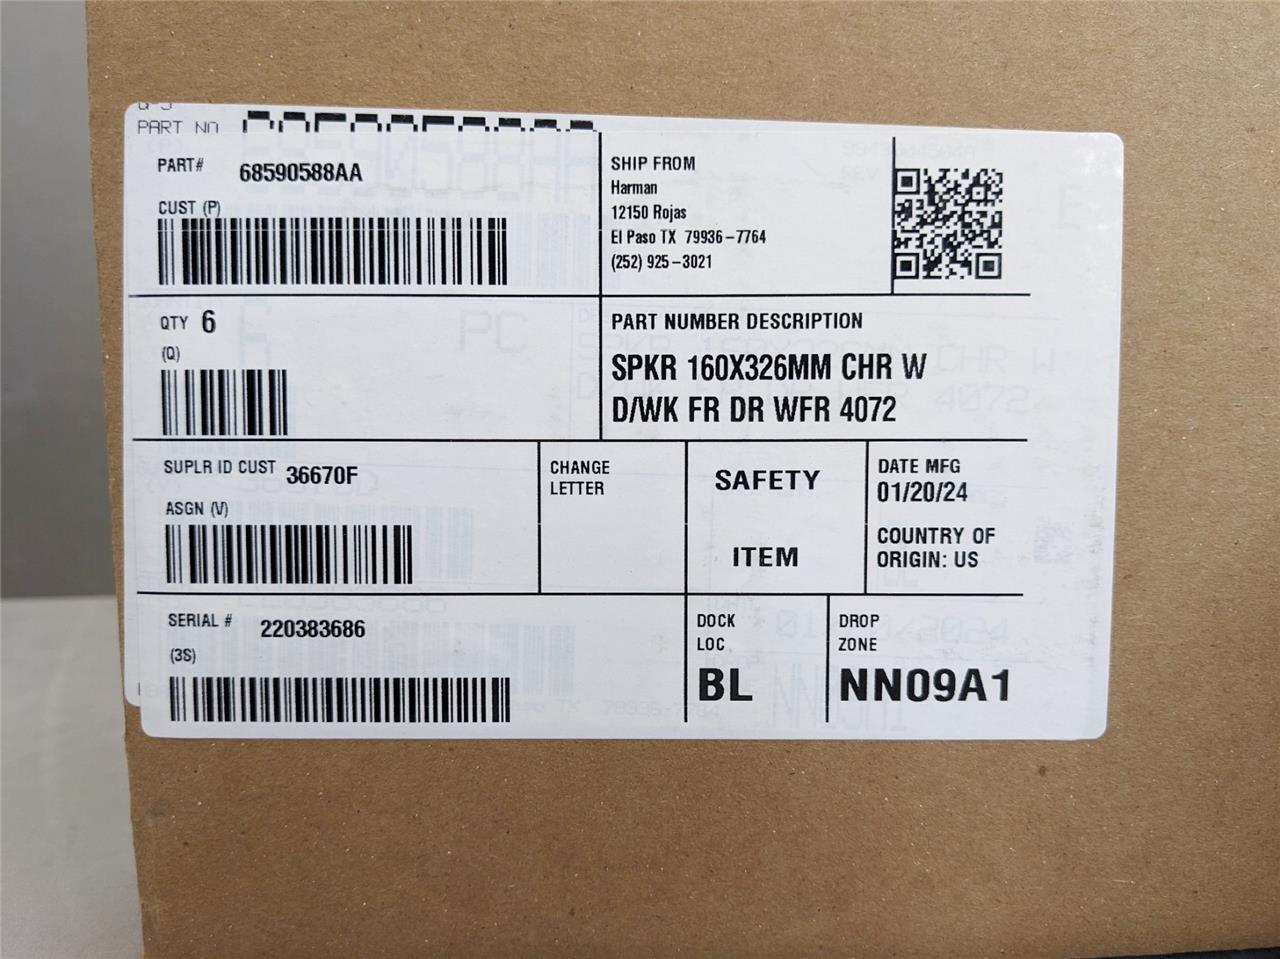 PART NO
PART# 68590588AA
CUST (P)
SHIP FROM
Harman
12150 Rojas
El Paso TX 79936-7764
(252) 925-3021
QTY 6
(Q)
PC
PART NUMBER DESCRIPTION
SPKR 160X326MM CHR W
D/WK FR DR WFR 4072
SUPLR ID CUST 36670F
ASGN (V)
CHANGE
LETTER
SAFETY
ITEM
DATE MFG
01/20/24
COUNTRY OF
ORIGIN: US
SERIAL # 220383686
(3S)
DOCK
LOC
BL
DROP
ZONE
NN09A1